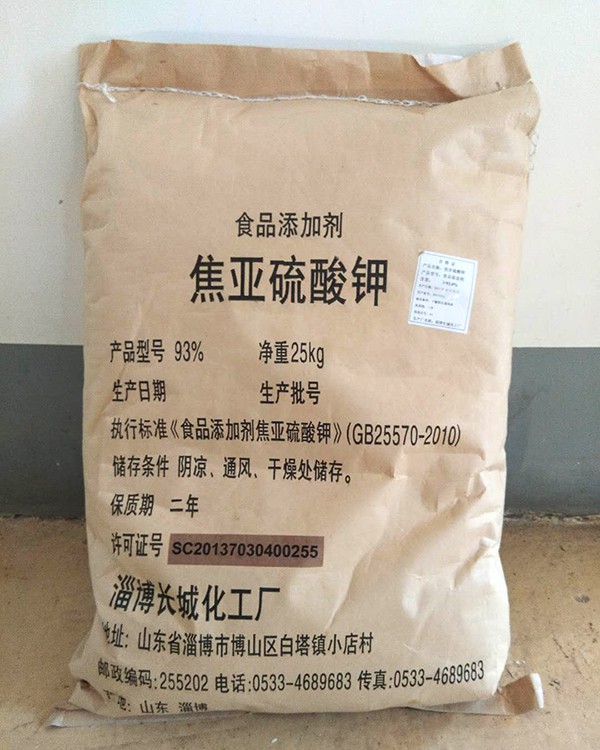 食品添加剂
焦亚硫酸钾
产品型号 93% 净重25kg
生产日期 生产批号
执行标准《食品添加剂焦亚硫酸钾》(GB25570-2010)
储存条件 阴凉、通风、干燥处储存。
保质期 二年
许可证号 SC20137030400255
淄博长城化工厂
地址: 山东省淄博市博山区白塔镇小店村
邮政编码:255202 电话:0533-4689683 传真:0533-4689683
山东 淄博